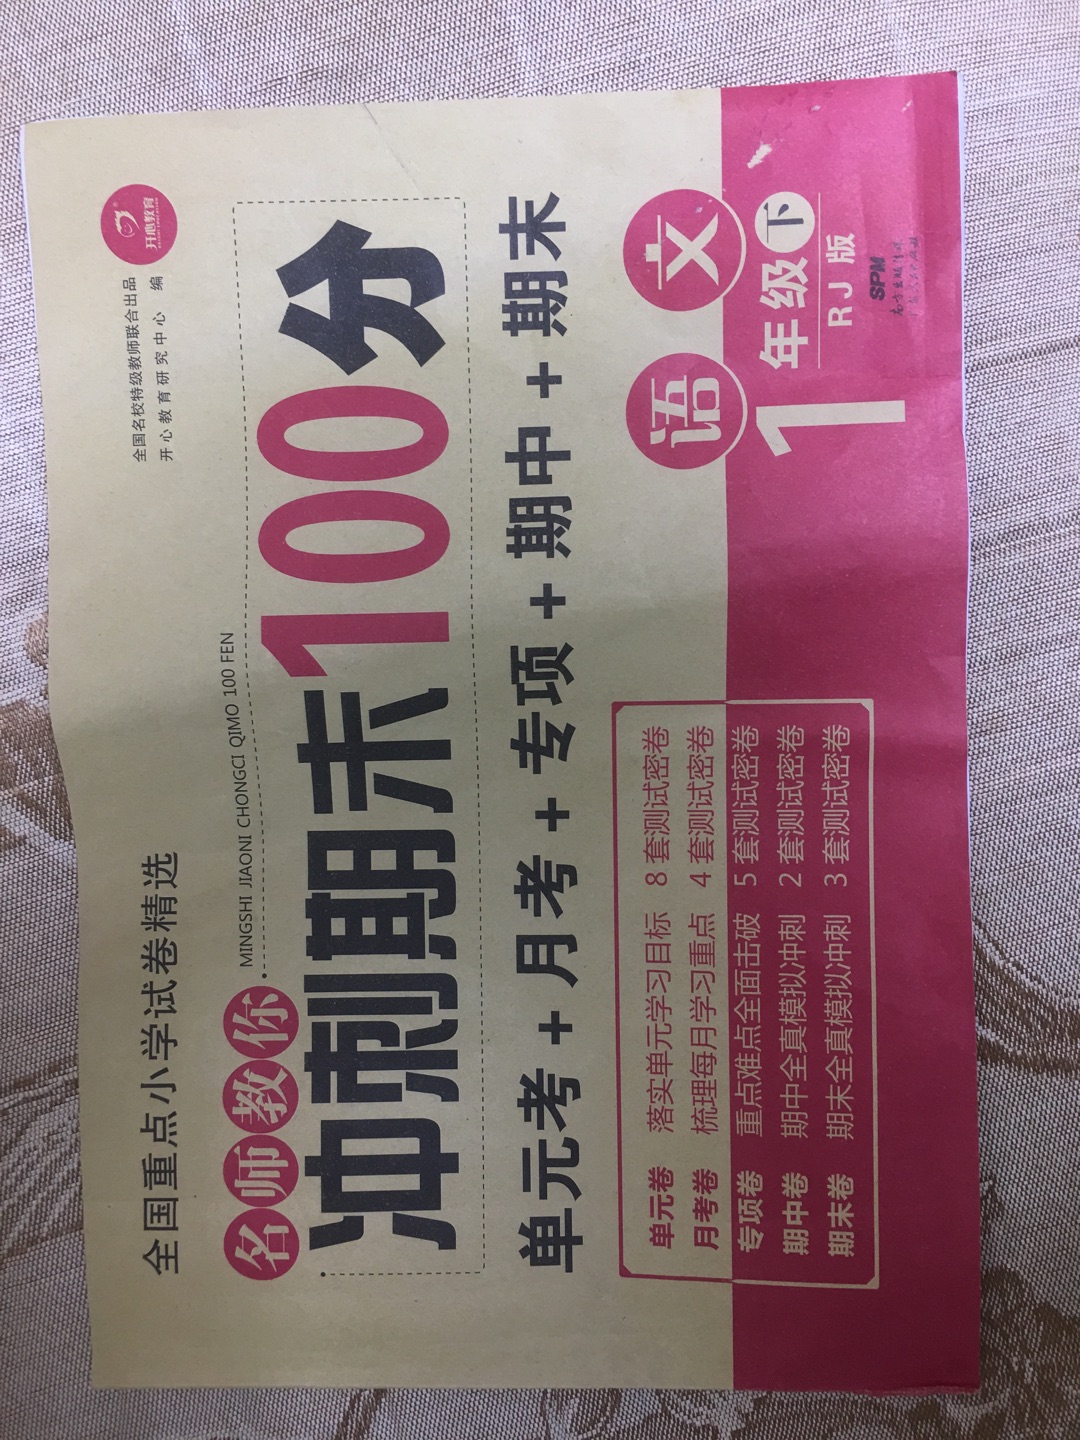 全国重点小学试卷精选
全国名校特级教师联合出品
开心教育研究中心 编
开心教育
名师教你
MINGSHI JIAONI CHONGCI QIMO 100 FEN
冲刺期末100分
单元考+月考+专项+期中+期末
单元卷 落实单元学习目标 8套测试密卷
月考卷 梳理每月学习重点 4套测试密卷
专项卷 重点难点全面击破 5套测试密卷
期中卷 期中全真模拟冲刺 2套测试密卷
期末卷 期末全真模拟冲刺 3套测试密卷
语文
1年级下
RJ版
SPM
南方出版传媒